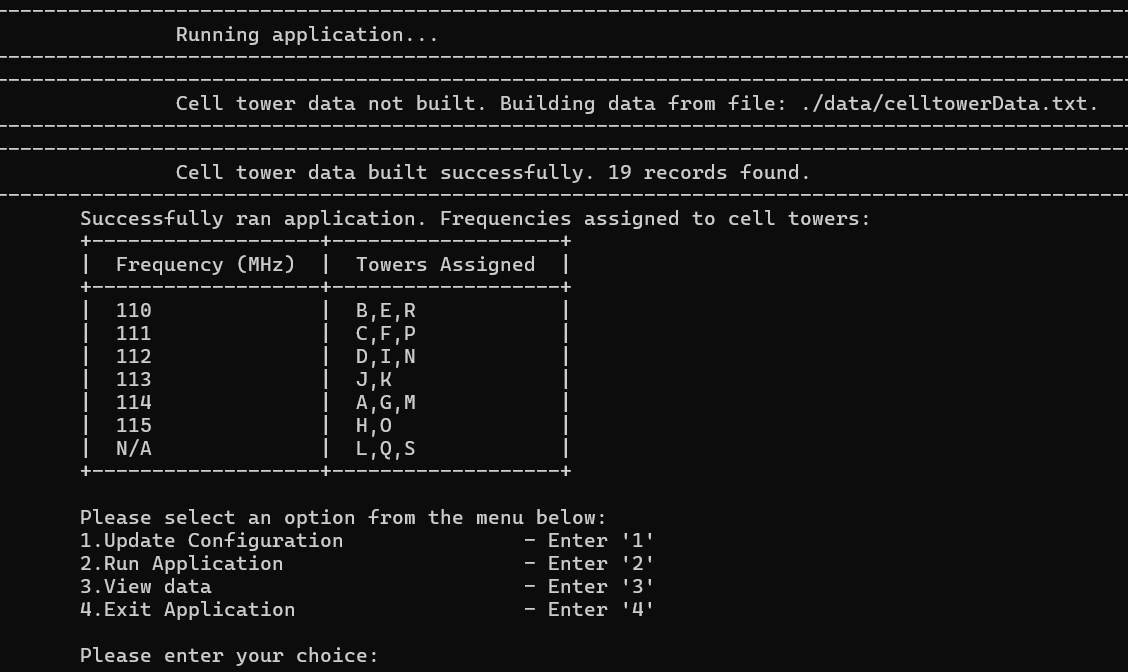 Running application...
Cell tower data not built. Building data from file: ./data/celltowerData.txt.
Cell tower data built successfully. 19 records found.
Successfully ran application. Frequencies assigned to cell towers:
+-------------------+-------------------+
|  Frequency (MHz)  |  Towers Assigned  |
+-------------------+-------------------+
|  110              |  B,E,R            |
|  111              |  C,F,P            |
|  112              |  D,I,N            |
|  113              |  J,K              |
|  114              |  A,G,M            |
|  115              |  H,O              |
|  N/A              |  L,Q,S            |
+-------------------+-------------------+
Please select an option from the menu below:
1.Update Configuration               - Enter '1'
2.Run Application                    - Enter '2'
3.View data                          - Enter '3'
4.Exit Application                   - Enter '4'
Please enter your choice: